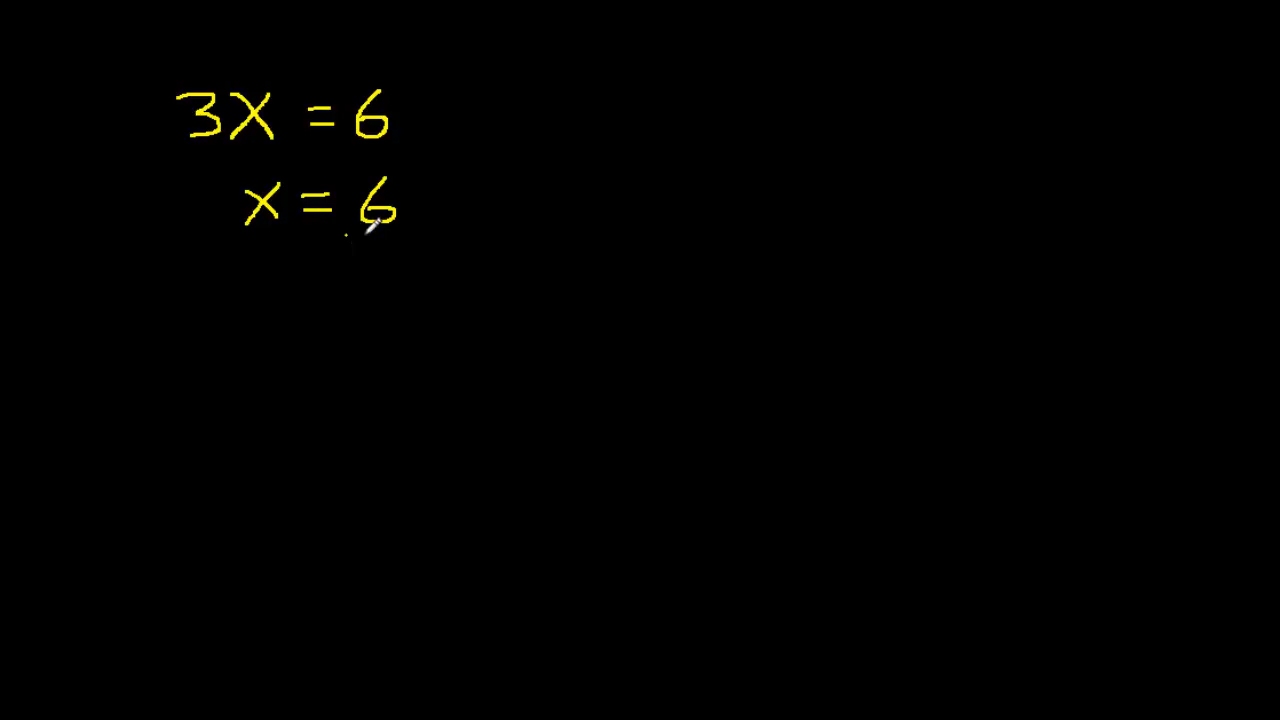 3X = 6
x = 6